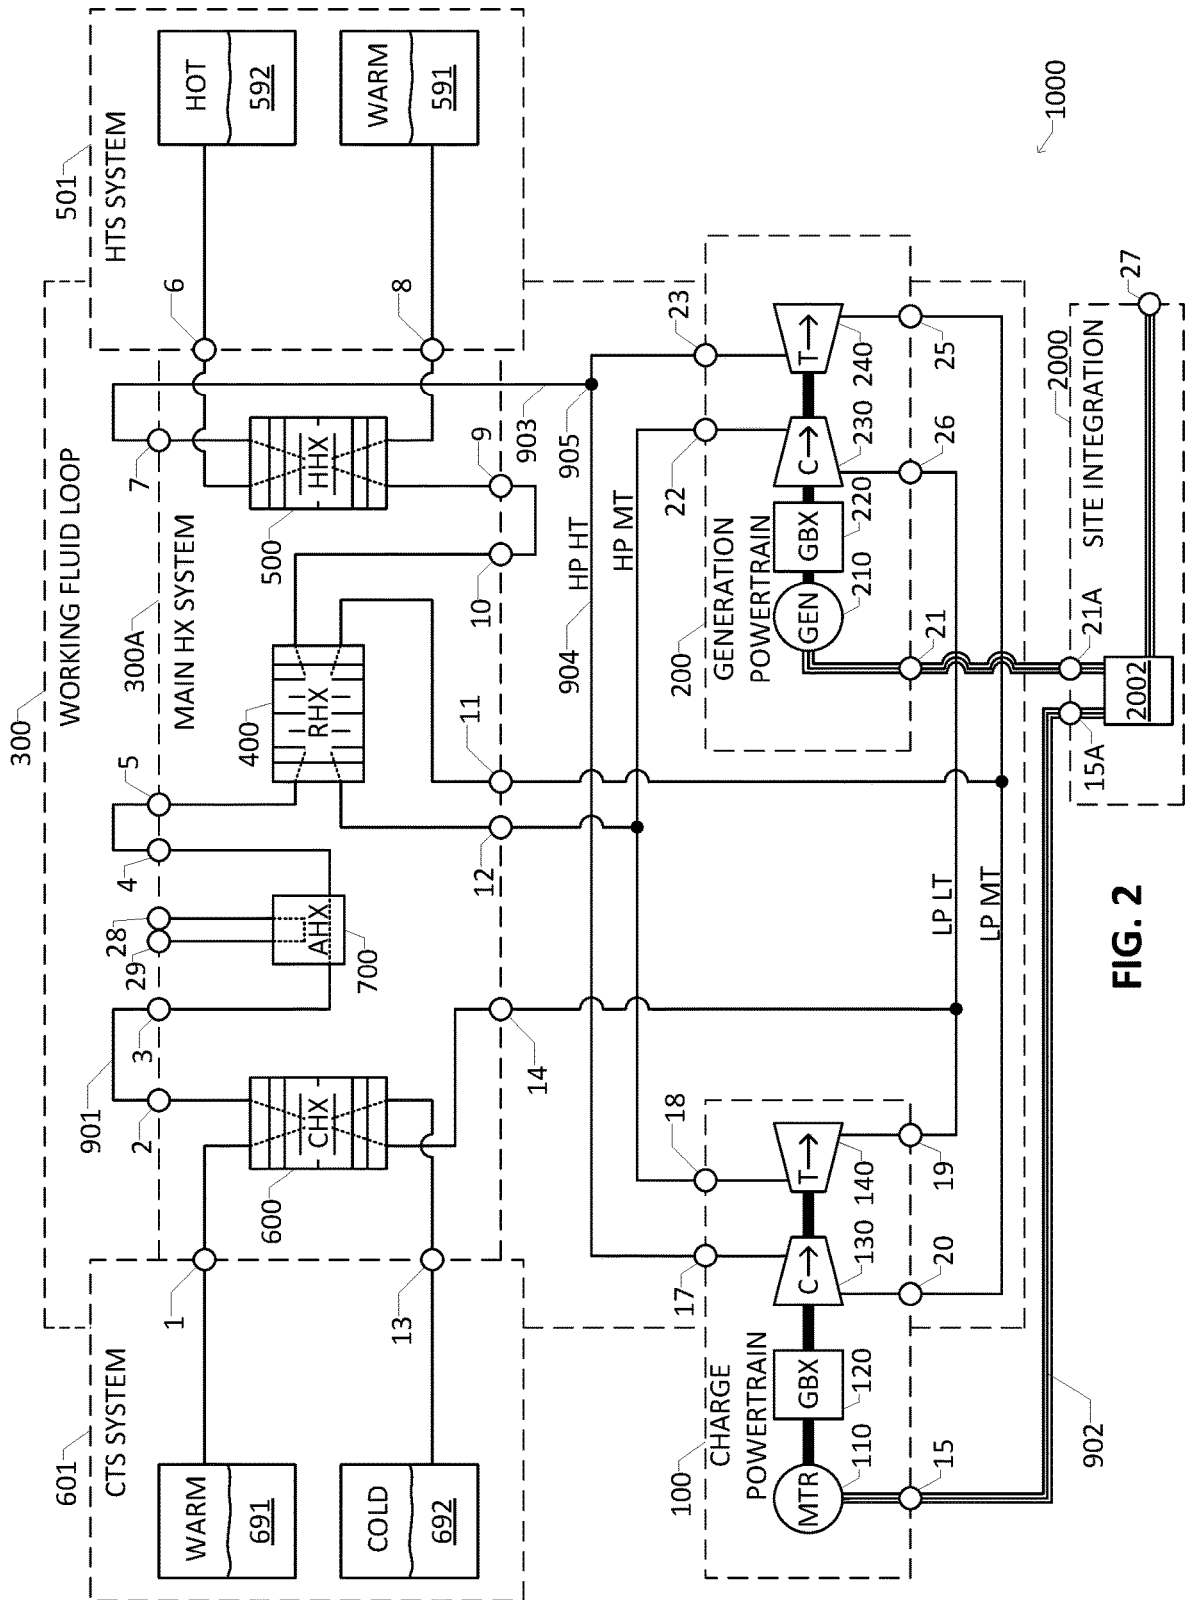 300
WORKING FLUID LOOP
601
CTS SYSTEM
WARM
691
COLD
692
1
13
901
2
3
29
28
4
5
300A
MAIN HX SYSTEM
7
6
8
501
HTS SYSTEM
HOT
592
WARM
591
CHX
600
AHX
700
RHX
400
HHX
500
14
12
11
10
9
903
905
904
HP HT
HP MT
17
18
22
23
100
CHARGE
POWERTRAIN
MTR
110
GBX
120
C
130
T
140
15
20
19
200
GENERATION
POWERTRAIN
GEN
210
GBX
220
C
230
T
240
21
26
25
LP LT
LP MT
902
15A
21A
2000
SITE INTEGRATION
2002
27
1000
FIG. 2